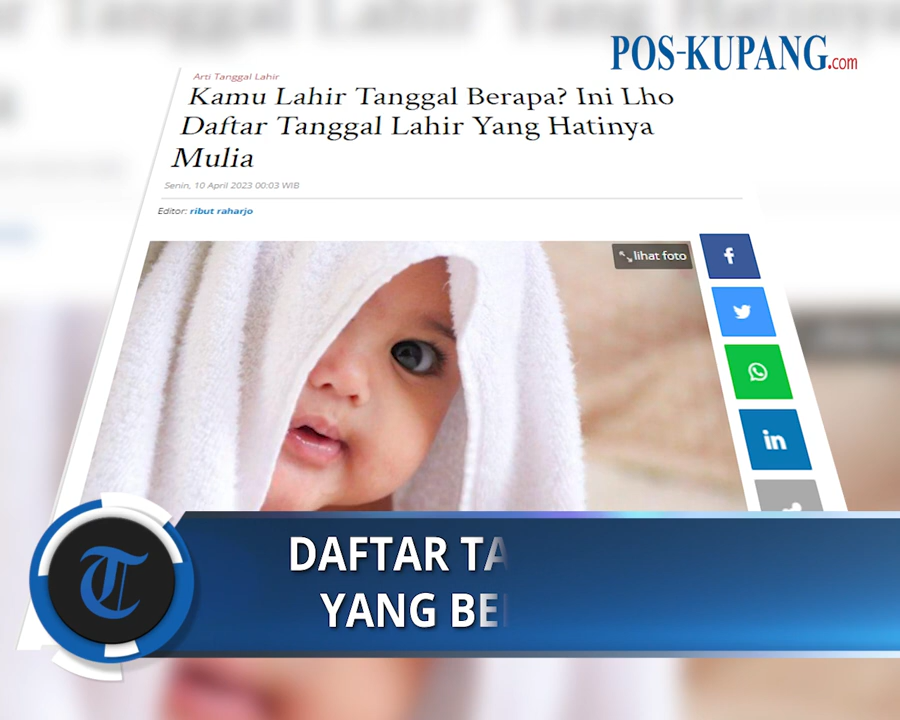 POS-KUPANG.com
Arti Tanggal Lahir
Kamu Lahir Tanggal Berapa? Ini Lho
Daftar Tanggal Lahir Yang Hatinya
Mulia
Senin, 10 April 2023 00:03 WIB
Editor: ribut raharjo
lihat foto
f
in
T
DAFTAR TA
YANG BE